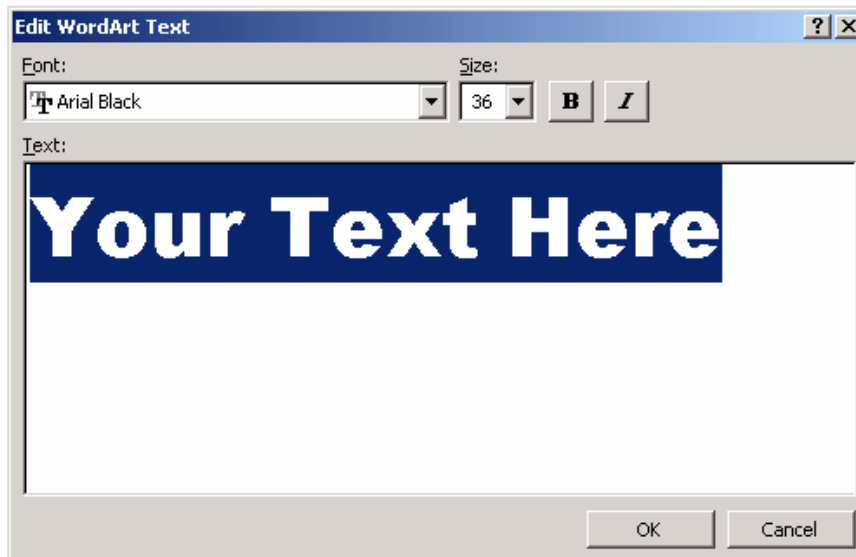 Edit WordArt Text
Font: Size:
Arial Black 36 B I
Text:
Your Text Here
OK Cancel